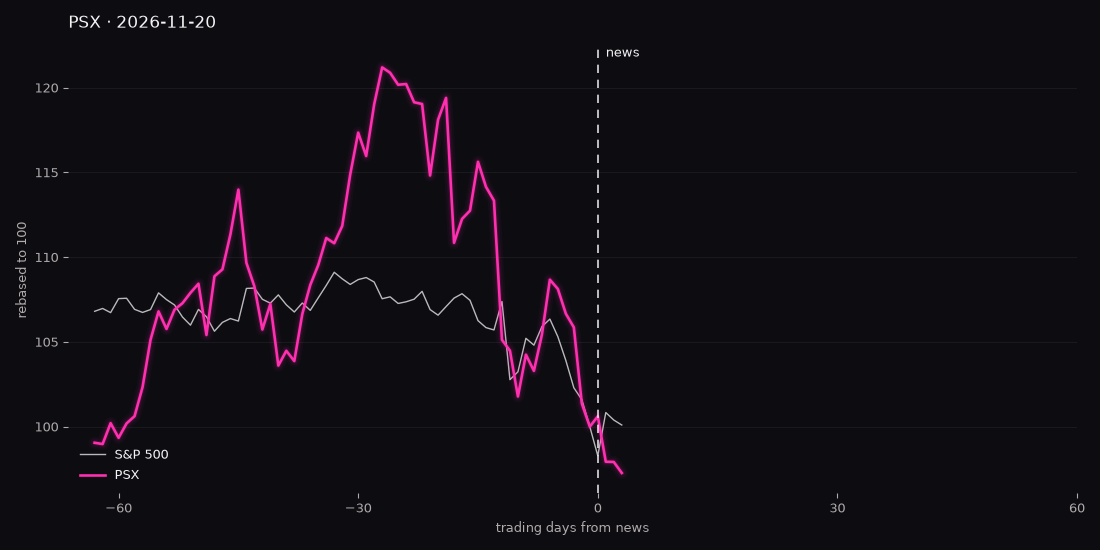 PSX · 2026-11-20
news
120
115
110
105
100
rebased to 100
S&P 500
PSX
−60
−30
0
30
60
trading days from news